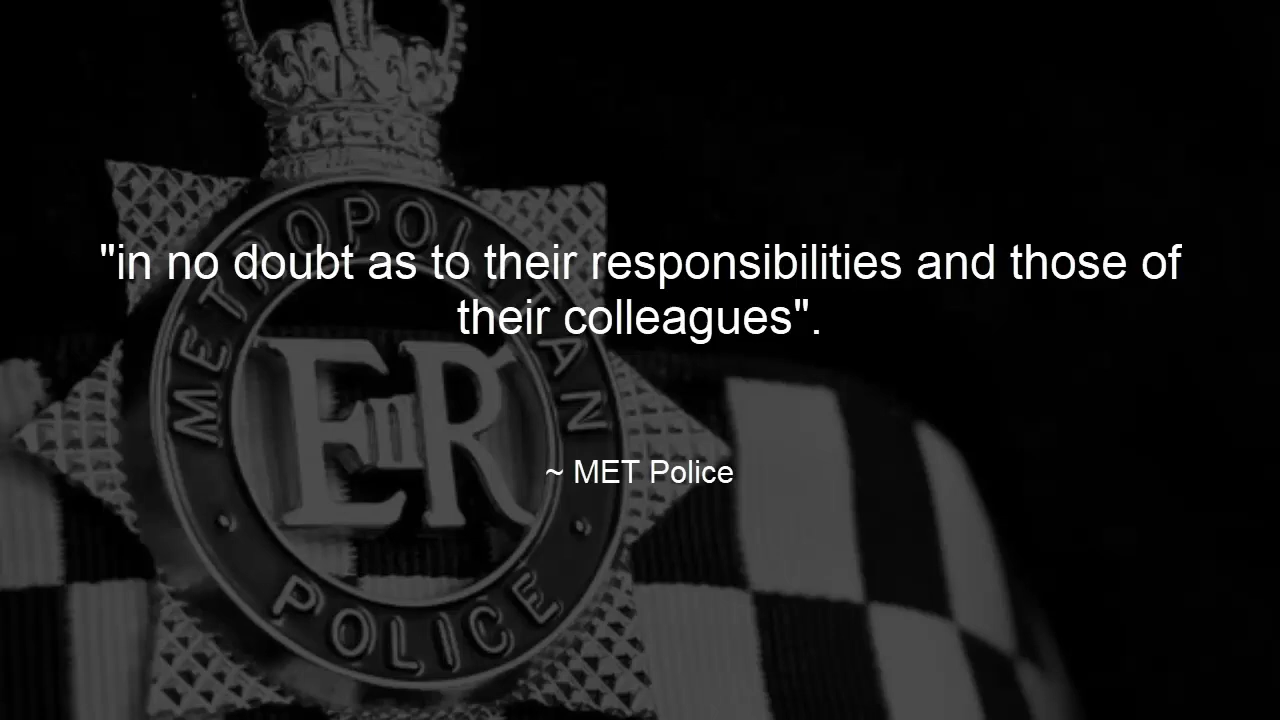 "in no doubt as to their responsibilities and those of
their colleagues".
~ MET Police
METROPOLITAN
EIIR
POLICE